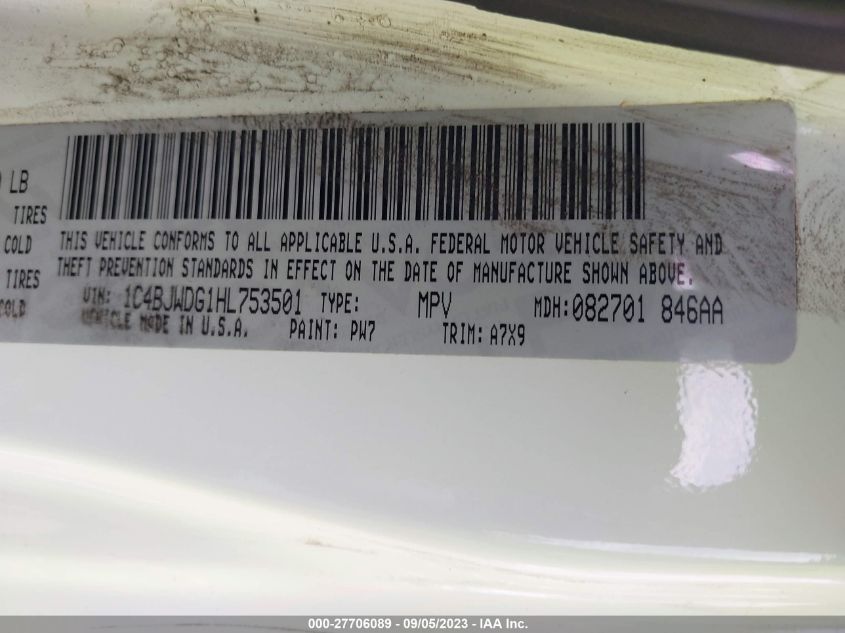 LB
TIRES
COLD
TIRES
COLD
THIS VEHICLE CONFORMS TO ALL APPLICABLE U.S.A. FEDERAL MOTOR VEHICLE SAFETY AND
THEFT PREVENTION STANDARDS IN EFFECT ON THE DATE OF MANUFACTURE SHOWN ABOVE.
VIN: 1C4BJWDG1HL753501 TYPE: MPV MDH:082701 846AA
VEHICLE MADE IN U.S.A. PAINT: PW7 TRIM: A7X9
000-27706089 - 09/05/2023 - IAA Inc.